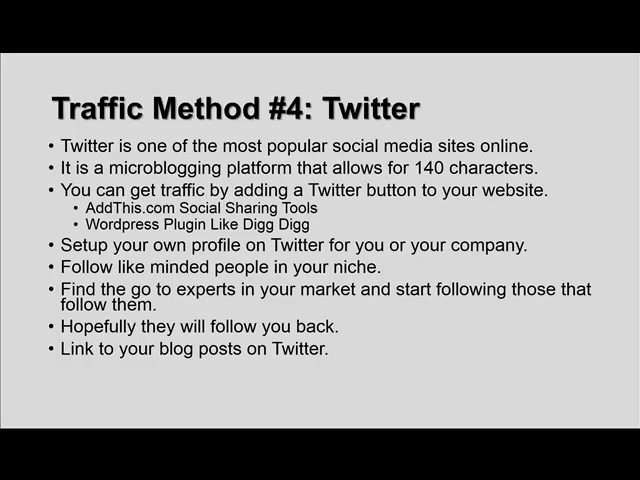 Traffic Method #4: Twitter
• Twitter is one of the most popular social media sites online.
• It is a microblogging platform that allows for 140 characters.
• You can get traffic by adding a Twitter button to your website.
• AddThis.com Social Sharing Tools
• Wordpress Plugin Like Digg Digg
• Setup your own profile on Twitter for you or your company.
• Follow like minded people in your niche.
• Find the go to experts in your market and start following those that
follow them.
• Hopefully they will follow you back.
• Link to your blog posts on Twitter.